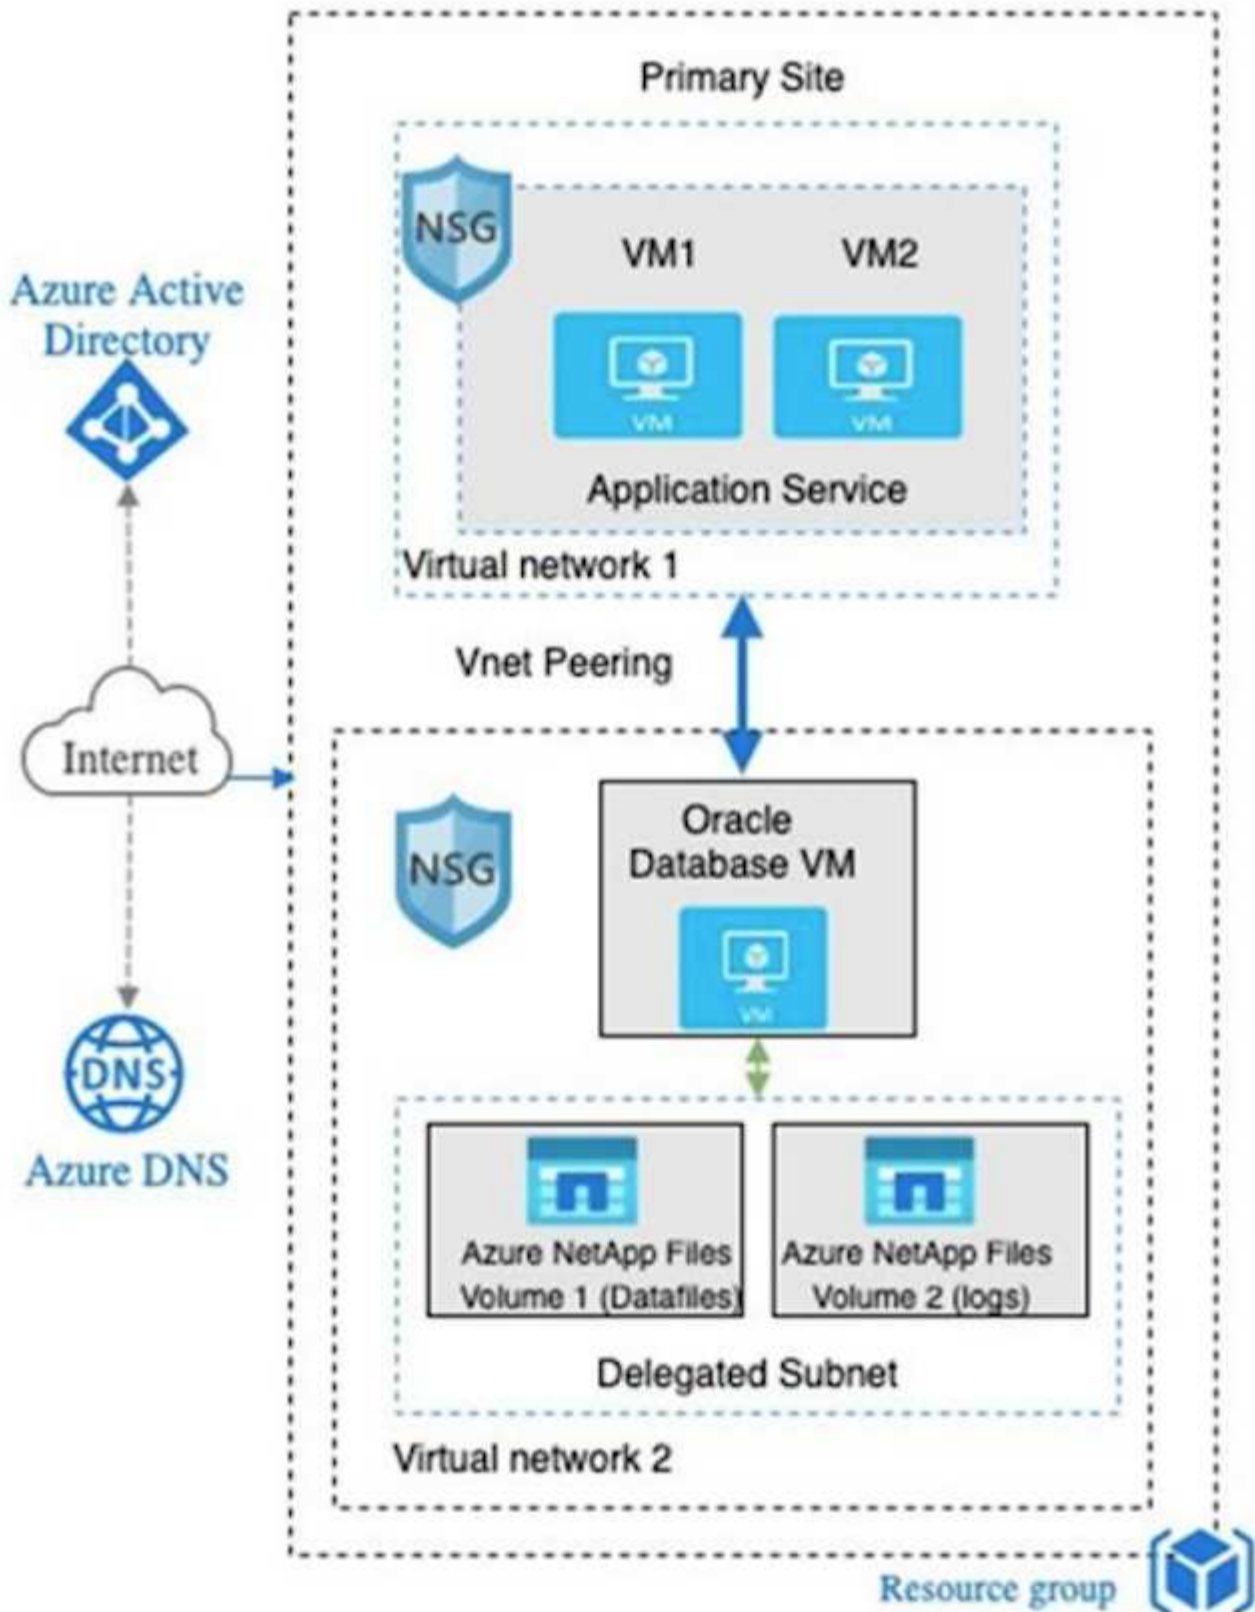 Primary Site
NSG
VM1
VM2
VM
VM
Application Service
Virtual network 1
Azure Active
Directory
Vnet Peering
Internet
NSG
Oracle
Database VM
VM
DNS
Azure DNS
Azure NetApp Files
Volume 1 (Datafiles)
Azure NetApp Files
Volume 2 (logs)
Delegated Subnet
Virtual network 2
Resource group